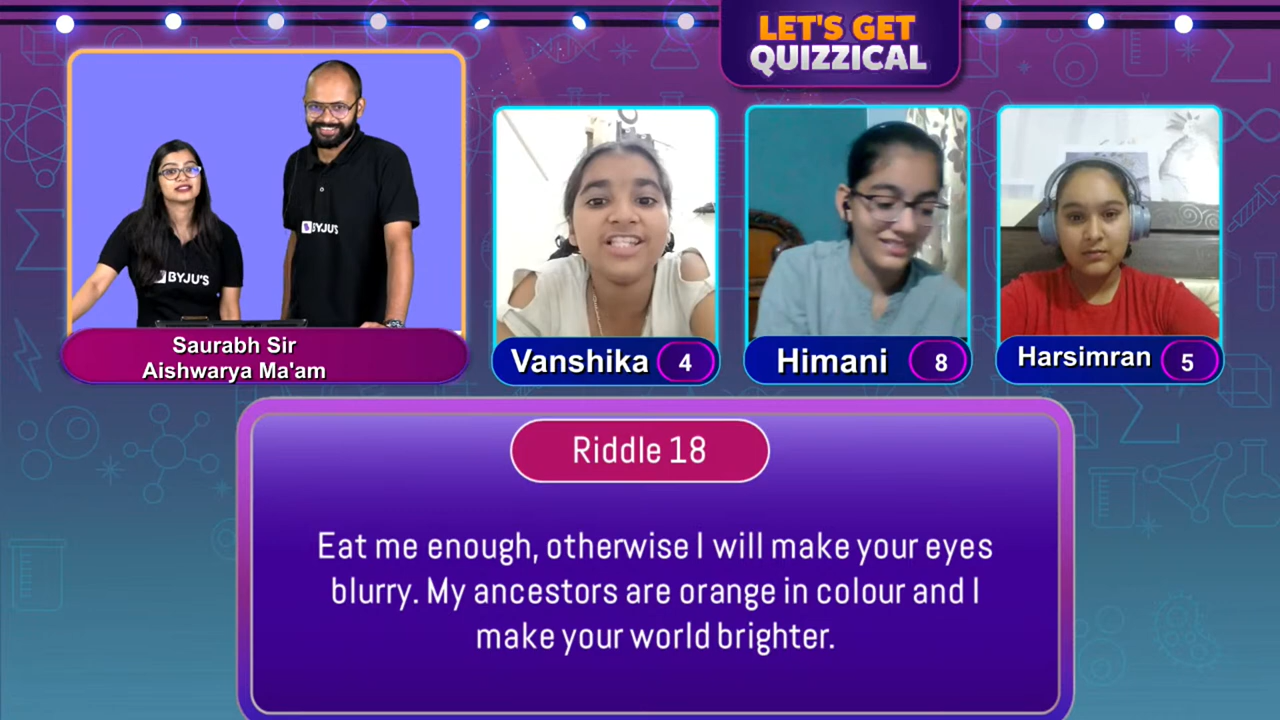 LET'S GET
QUIZZICAL
BYJU'S
BYJU'S
Saurabh Sir
Aishwarya Ma'am
Vanshika 4
Himani 8
Harsimran 5
Riddle 18
Eat me enough, otherwise I will make your eyes
blurry. My ancestors are orange in colour and I
make your world brighter.